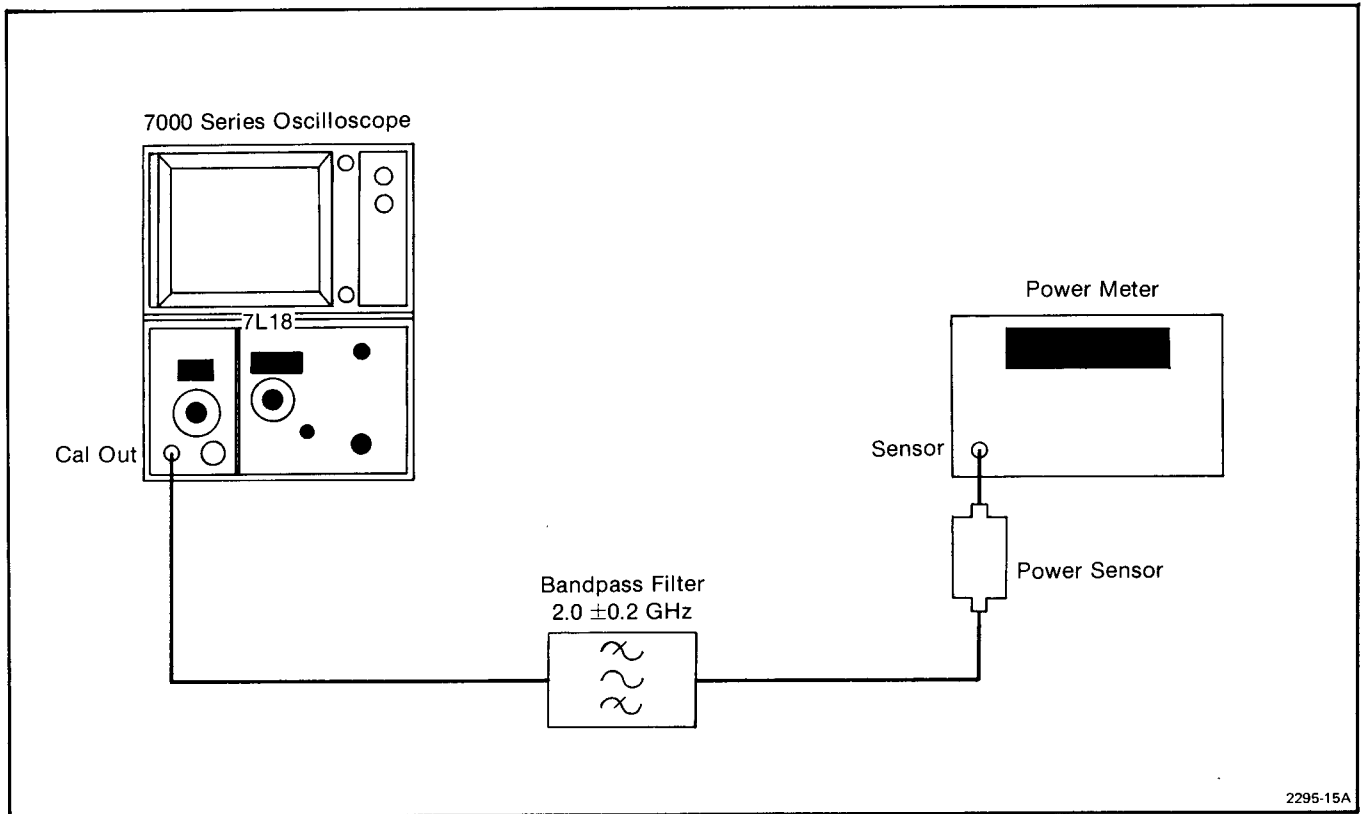 7000 Series Oscilloscope
7L18
Cal Out
Power Meter
Sensor
Power Sensor
Bandpass Filter
2.0 ±0.2 GHz
2295-15A